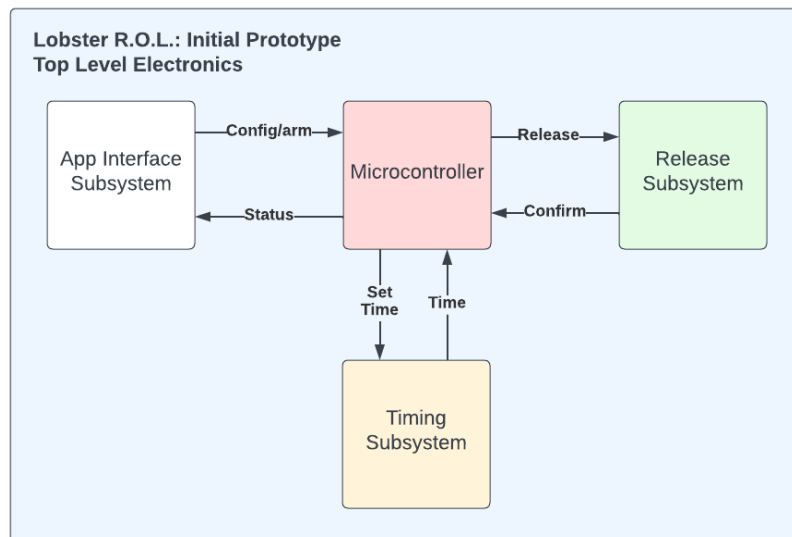 Lobster R.O.L.: Initial Prototype
Top Level Electronics
App Interface
Subsystem
Config/arm
Status
Microcontroller
Release
Confirm
Release
Subsystem
Set
Time
Time
Timing
Subsystem